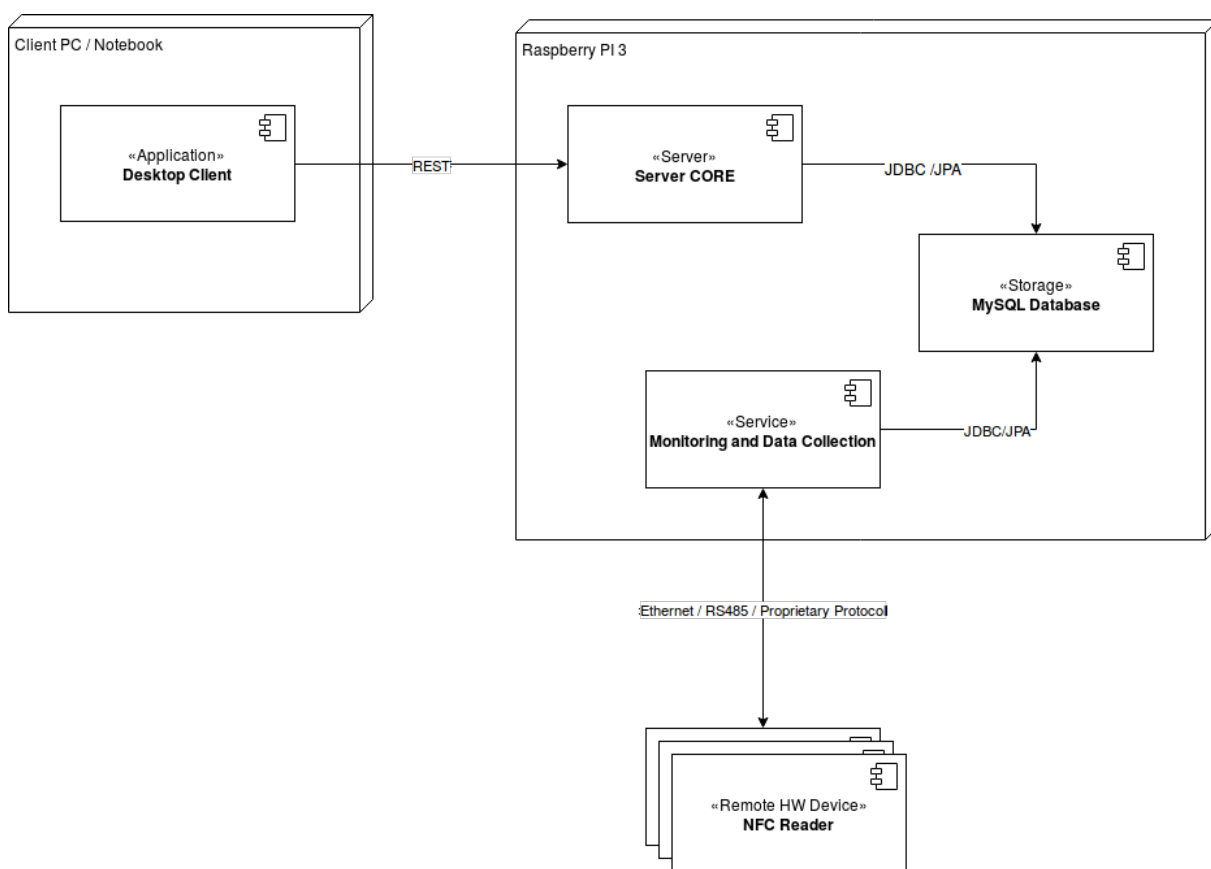 Client PC / Notebook
Raspberry PI 3
«Application»
Desktop Client
REST
«Server»
Server CORE
JDBC /JPA
«Storage»
MySQL Database
«Service»
Monitoring and Data Collection
JDBC/JPA
Ethernet / RS485 / Proprietary Protocol
«Remote HW Device»
NFC Reader